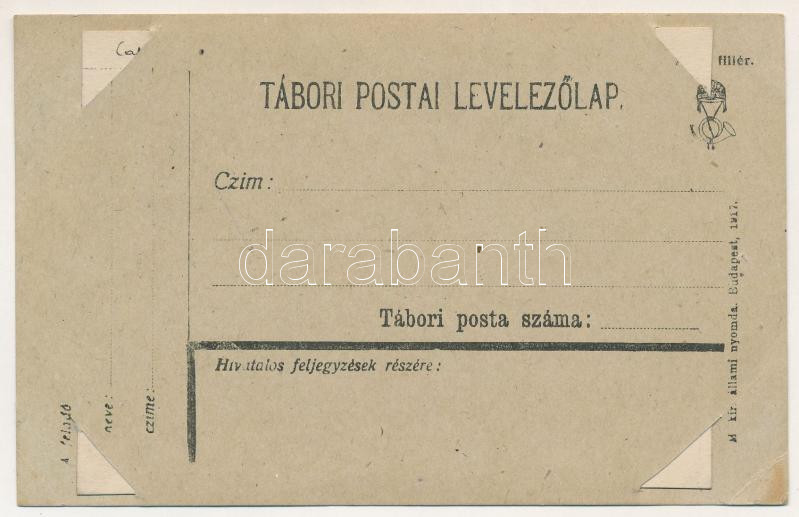 fillér.
TÁBORI POSTAI LEVELEZŐLAP.
Czim:
darabanth
Tábori posta száma:
Hivatalos feljegyzések részére:
A feladó
neve:
czime:
M kir. állami nyomda. Budapest, 1917.